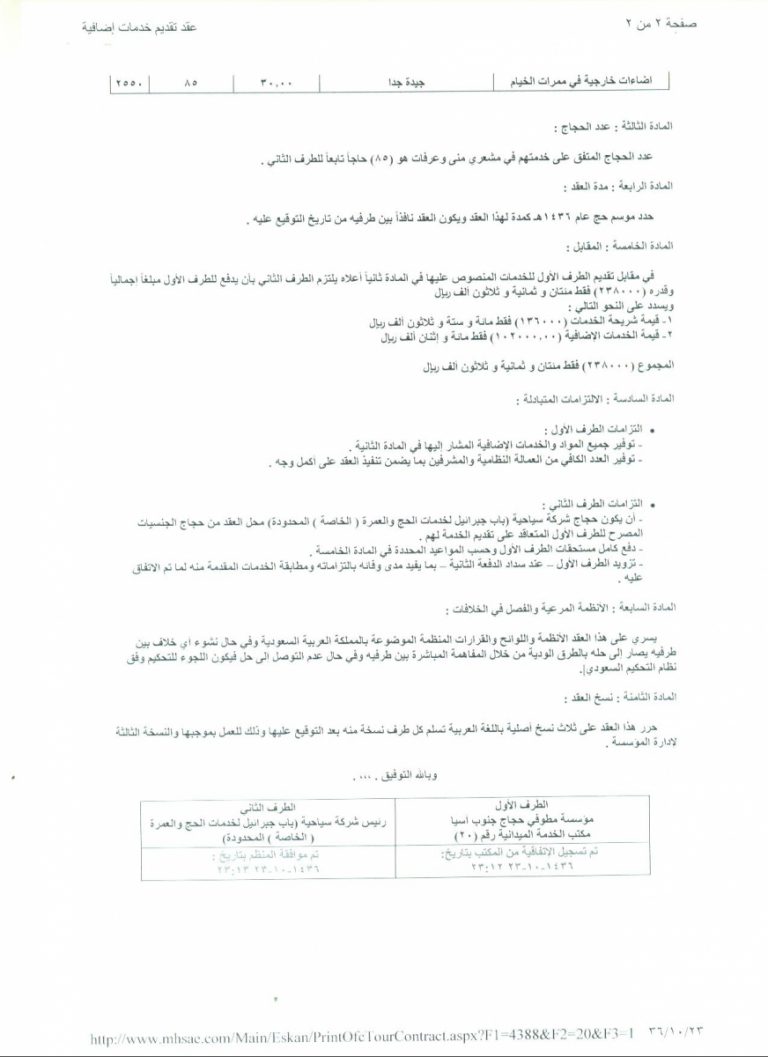 صفحة ٢ من ٢
عقد تقديم خدمات إضافية
اضاءات خارجية في ممرات الخيام | جيدة جدا | ٣٠,٠٠ | ٨٥ | ٢٥٥٠
المادة الثالثة : عدد الحجاج :
عدد الحجاج المتفق على خدمتهم في مشعري منى وعرفات هو (٨٥) حاجاً تابعاً للطرف الثاني .
المادة الرابعة : مدة العقد :
حدد موسم حج عام ١٤٣٦هـ كمدة لهذا العقد ويكون العقد نافذاً بين طرفيه من تاريخ التوقيع عليه .
المادة الخامسة : المقابل :
في مقابل تقديم الطرف الأول للخدمات المنصوص عليها في المادة ثانياً أعلاه يلتزم الطرف الثاني بأن يدفع للطرف الأول مبلغاً إجمالياً
وقدره (٢٣٨٠٠٠) فقط مئتان و ثمانية و ثلاثون ألف ريال
ويسدد على النحو التالي :
١- قيمة شريحة الخدمات (١٣٦٠٠٠) فقط مائة و ستة و ثلاثون ألف ريال
٢- قيمة الخدمات الاضافية (١٠٢٠٠٠,٠٠) فقط مائة و إثنان ألف ريال
المجموع (٢٣٨٠٠٠) فقط مئتان و ثمانية و ثلاثون ألف ريال
المادة السادسة : الالتزامات المتبادلة :
• التزامات الطرف الأول :
- توفير جميع المواد والخدمات الإضافية المشار إليها في المادة الثانية .
- توفير العدد الكافي من العمالة النظامية والمشرفين بما يضمن تنفيذ العقد على أكمل وجه .
• التزامات الطرف الثاني :
- أن يكون حجاج شركة سياحية (باب جبرائيل لخدمات الحج والعمرة ( الخاصة ) المحدودة) محل العقد من حجاج الجنسيات
المصرح للطرف الأول المتعاقد على تقديم الخدمة لهم .
- دفع كامل مستحقات الطرف الأول وحسب المواعيد المحددة في المادة الخامسة .
- تزويد الطرف الأول – عند سداد الدفعة الثانية – بما يفيد مدى وفائه بالتزاماته ومطابقة الخدمات المقدمة منه لما تم الاتفاق
عليه .
المادة السابعة : الأنظمة المرعية والفصل في الخلافات :
يسري على هذا العقد الأنظمة واللوائح والقرارات المنظمة الموضوعة بالمملكة العربية السعودية وفي حال نشوء أي خلاف بين
طرفيه يصار إلى حله بالطرق الودية من خلال المفاهمة المباشرة بين طرفيه وفي حال عدم التوصل الى حل فيكون اللجوء للتحكيم وفق
نظام التحكيم السعودي|.
المادة الثامنة : نسخ العقد :
حرر هذا العقد على ثلاث نسخ أصلية باللغة العربية تسلم كل طرف نسخة منه بعد التوقيع عليها وذلك للعمل بموجبها والنسخة الثالثة
لإدارة المؤسسة .
وبالله التوفيق . ... .
الطرف الأول
مؤسسة مطوفي حجاج جنوب آسيا
مكتب الخدمة الميدانية رقم (٢٠)
تم تسجيل الإتفاقية من المكتب بتاريخ:
١٤٣٦-١٠-٢٣ ٢٣:١٢
الطرف الثاني
رئيس شركة سياحية (باب جبرائيل لخدمات الحج والعمرة
( الخاصة ) المحدودة)
تم موافقة المنظم بتاريخ :
١٤٣٦-١٠-٢٣ ٢٣:١٣
http://www.mhsae.com/Main/Eskan/PrintOfcTourContract.aspx?F1=4388&F2=20&F3=1 ٣٦/١٠/٢٣